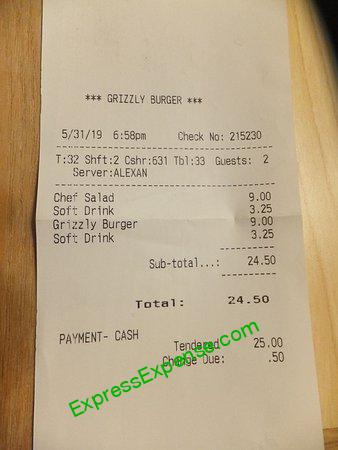 *** GRIZZLY BURGER ***
5/31/19 6:58pm Check No: 215230
T:32 Shft:2 Cshr:631 Tbl:33 Guests: 2
Server:ALEXAN
Chef Salad 9.00
Soft Drink 3.25
Grizzly Burger 9.00
Soft Drink 3.25
Sub-total...: 24.50
Total: 24.50
PAYMENT- CASH
Tendered 25.00
Change Due: .50
ExpressExpense.com